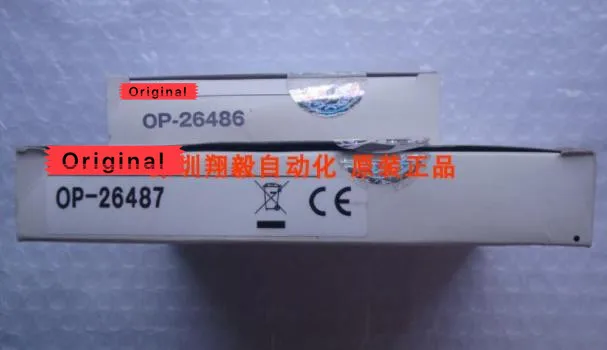 Original
OP-26486
Original
圳翔毅自动化 原装正品
OP-26487
CE